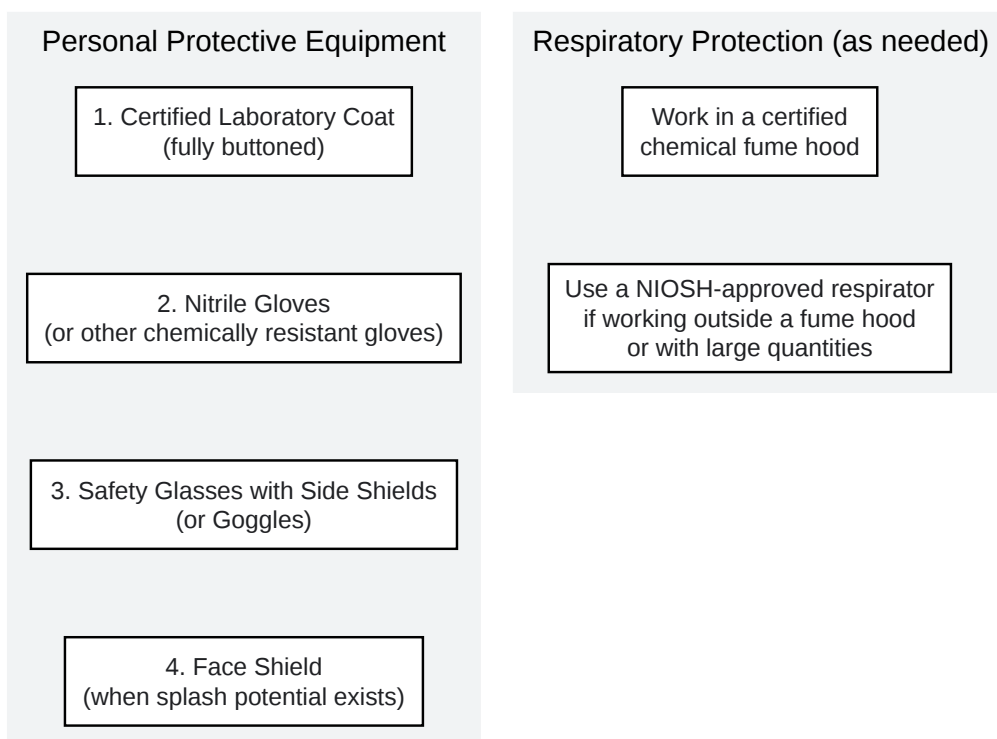 Personal Protective Equipment
1. Certified Laboratory Coat
(fully buttoned)
2. Nitrile Gloves
(or other chemically resistant gloves)
3. Safety Glasses with Side Shields
(or Goggles)
4. Face Shield
(when splash potential exists)
Respiratory Protection (as needed)
Work in a certified
chemical fume hood
Use a NIOSH-approved respirator
if working outside a fume hood
or with large quantities